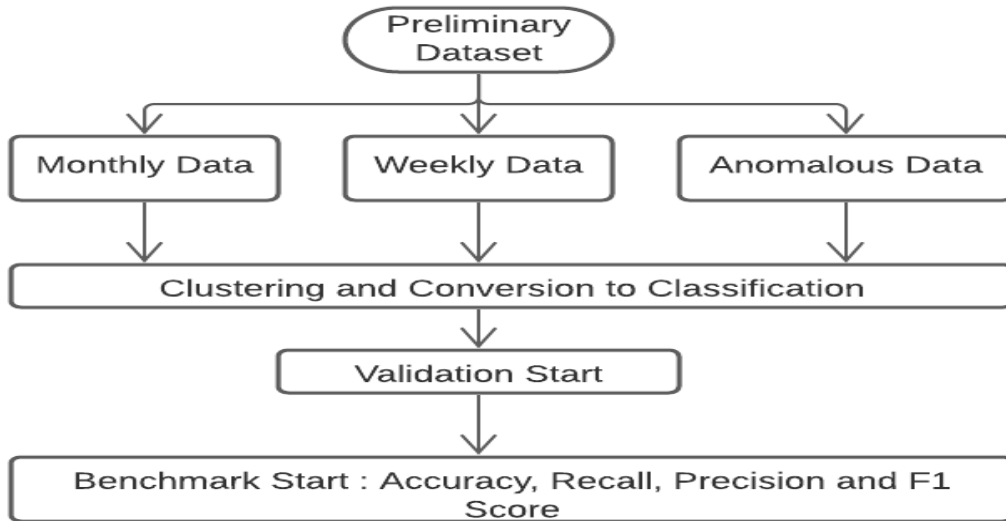 Preliminary
Dataset
Monthly Data
Weekly Data
Anomalous Data
Clustering and Conversion to Classification
Validation Start
Benchmark Start : Accuracy, Recall, Precision and F1
Score